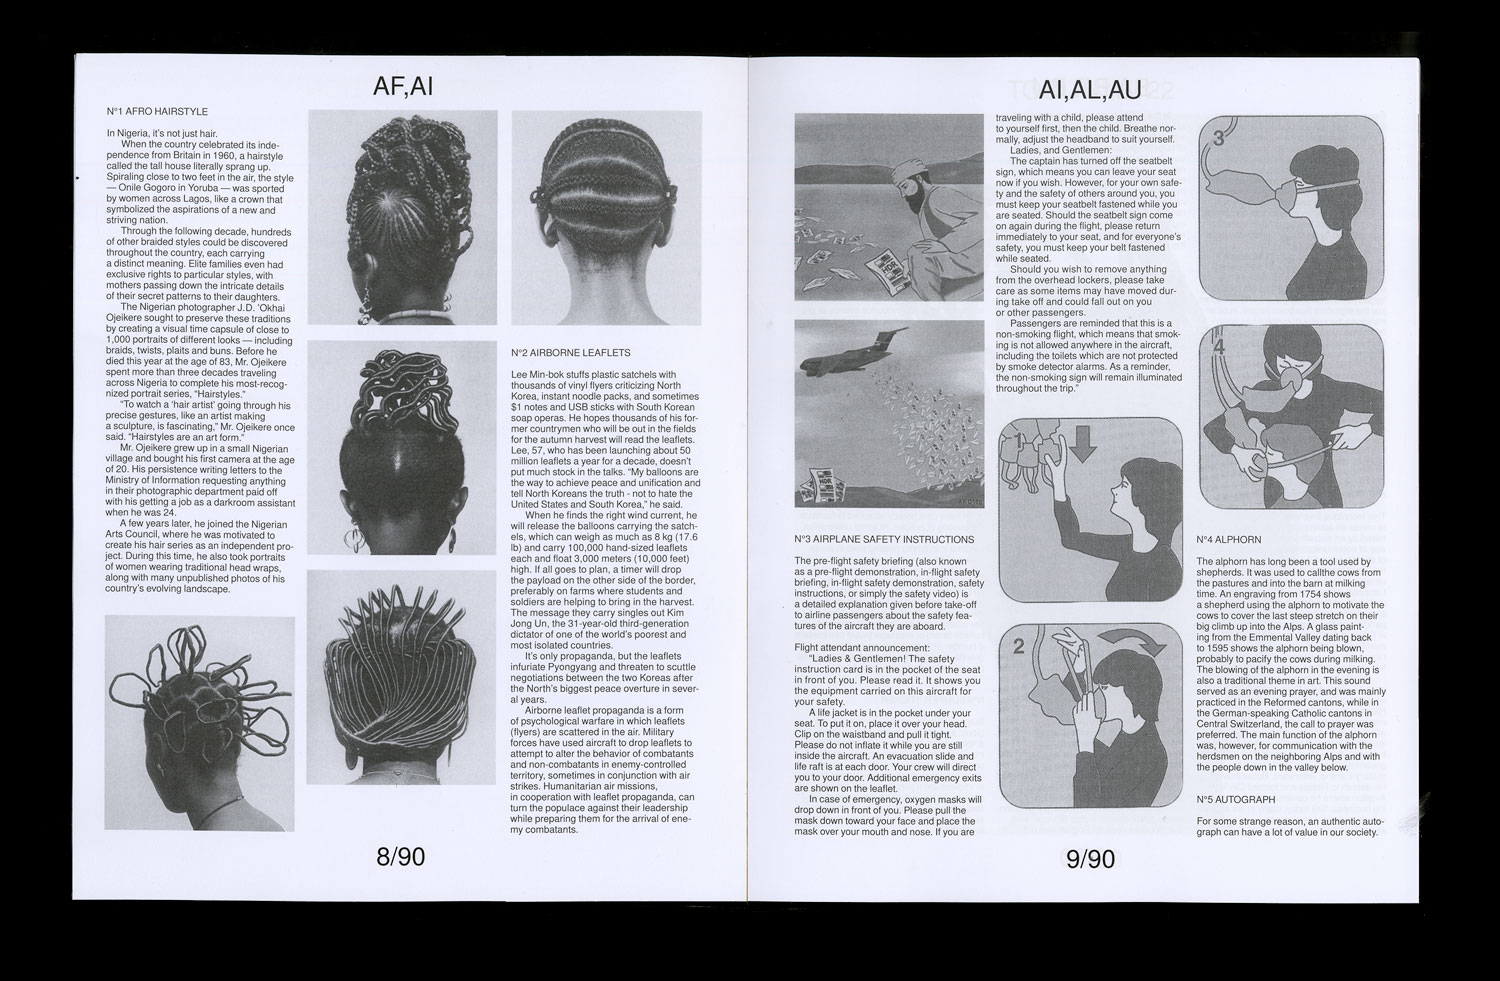 AF,AI
N°1 AFRO HAIRSTYLE
In Nigeria, it's not just hair.
When the country celebrated its inde-
pendence from Britain in 1960, a hairstyle
called the tall house literally sprang up.
Spiraling close to two feet in the air, the style
— Onile Gogoro in Yoruba — was sported
by women across Lagos, like a crown that
symbolized the aspirations of a new and
striving nation.
Through the following decade, hundreds
of other braided styles could be discovered
throughout the country, each carrying
a distinct meaning. Elite families even had
exclusive rights to particular styles, with
mothers passing down the intricate details
of their secret patterns to their daughters.
The Nigerian photographer J.D. 'Okhai
Ojeikere sought to preserve these traditions
by creating a visual time capsule of close to
1,000 portraits of different looks — including
braids, twists, plaits and buns. Before he
died this year at the age of 83, Mr. Ojeikere
spent more than three decades traveling
across Nigeria to complete his most-recog-
nized portrait series, "Hairstyles."
"To watch a 'hair artist' going through his
precise gestures, like an artist making
a sculpture, is fascinating," Mr. Ojeikere once
said. "Hairstyles are an art form."
Mr. Ojeikere grew up in a small Nigerian
village and bought his first camera at the age
of 20. His persistence writing letters to the
Ministry of Information requesting anything
in their photographic department paid off
with his getting a job as a darkroom assistant
when he was 24.
A few years later, he joined the Nigerian
Arts Council, where he was motivated to
create his hair series as an independent pro-
ject. During this time, he also took portraits
of women wearing traditional head wraps,
along with many unpublished photos of his
country's evolving landscape.
N°2 AIRBORNE LEAFLETS
Lee Min-bok stuffs plastic satchels with
thousands of vinyl flyers criticizing North
Korea, instant noodle packs, and sometimes
$1 notes and USB sticks with South Korean
soap operas. He hopes thousands of his for-
mer countrymen who will be out in the fields
for the autumn harvest will read the leaflets.
Lee, 57, who has been launching about 50
million leaflets a year for a decade, doesn't
put much stock in the talks. "My balloons are
the way to achieve peace and unification and
tell North Koreans the truth - not to hate the
United States and South Korea," he said.
When he finds the right wind current, he
will release the balloons carrying the satch-
els, which can weigh as much as 8 kg (17.6
lb) and carry 100,000 hand-sized leaflets
each and float 3,000 meters (10,000 feet)
high. If all goes to plan, a timer will drop
the payload on the other side of the border,
preferably on farms where students and
soldiers are helping to bring in the harvest.
The message they carry singles out Kim
Jong Un, the 31-year-old third-generation
dictator of one of the world's poorest and
most isolated countries.
It's only propaganda, but the leaflets
infuriate Pyongyang and threaten to scuttle
negotiations between the two Koreas after
the North's biggest peace overture in sever-
al years.
Airborne leaflet propaganda is a form
of psychological warfare in which leaflets
(flyers) are scattered in the air. Military
forces have used aircraft to drop leaflets to
attempt to alter the behavior of combatants
and non-combatants in enemy-controlled
territory, sometimes in conjunction with air
strikes. Humanitarian air missions,
in cooperation with leaflet propaganda, can
turn the populace against their leadership
while preparing them for the arrival of ene-
my combatants.
8/90
AI,AL,AU
HDR
HDR
N°3 AIRPLANE SAFETY INSTRUCTIONS
The pre-flight safety briefing (also known
as a pre-flight demonstration, in-flight safety
briefing, in-flight safety demonstration, safety
instructions, or simply the safety video) is
a detailed explanation given before take-off
to airline passengers about the safety fea-
tures of the aircraft they are aboard.
Flight attendant announcement:
"Ladies & Gentlemen! The safety
instruction card is in the pocket of the seat
in front of you. Please read it. It shows you
the equipment carried on this aircraft for
your safety.
A life jacket is in the pocket under your
seat. To put it on, place it over your head.
Clip on the waistband and pull it tight.
Please do not inflate it while you are still
inside the aircraft. An evacuation slide and
life raft is at each door. Your crew will direct
you to your door. Additional emergency exits
are shown on the leaflet.
In case of emergency, oxygen masks will
drop down in front of you. Please pull the
mask down toward your face and place the
mask over your mouth and nose. If you are
traveling with a child, please attend
to yourself first, then the child. Breathe nor-
mally, adjust the headband to suit yourself.
Ladies, and Gentlemen:
The captain has turned off the seatbelt
sign, which means you can leave your seat
now if you wish. However, for your own safe-
ty and the safety of others around you, you
must keep your seatbelt fastened while you
are seated. Should the seatbelt sign come
on again during the flight, please return
immediately to your seat, and for everyone's
safety, you must keep your belt fastened
while seated.
Should you wish to remove anything
from the overhead lockers, please take
care as some items may have moved dur-
ing take off and could fall out on you
or other passengers.
Passengers are reminded that this is a
non-smoking flight, which means that smok-
ing is not allowed anywhere in the aircraft,
including the toilets which are not protected
by smoke detector alarms. As a reminder,
the non-smoking sign will remain illuminated
throughout the trip."
1
2
3
4
N°4 ALPHORN
The alphorn has long been a tool used by
shepherds. It was used to callthe cows from
the pastures and into the barn at milking
time. An engraving from 1754 shows
a shepherd using the alphorn to motivate the
cows to cover the last steep stretch on their
big climb up into the Alps. A glass paint-
ing from the Emmental Valley dating back
to 1595 shows the alphorn being blown,
probably to pacify the cows during milking.
The blowing of the alphorn in the evening is
also a traditional theme in art. This sound
served as an evening prayer, and was mainly
practiced in the Reformed cantons, while in
the German-speaking Catholic cantons in
Central Switzerland, the call to prayer was
preferred. The main function of the alphorn
was, however, for communication with the
herdsmen on the neighboring Alps and with
the people down in the valley below.
N°5 AUTOGRAPH
For some strange reason, an authentic auto-
graph can have a lot of value in our society.
9/90